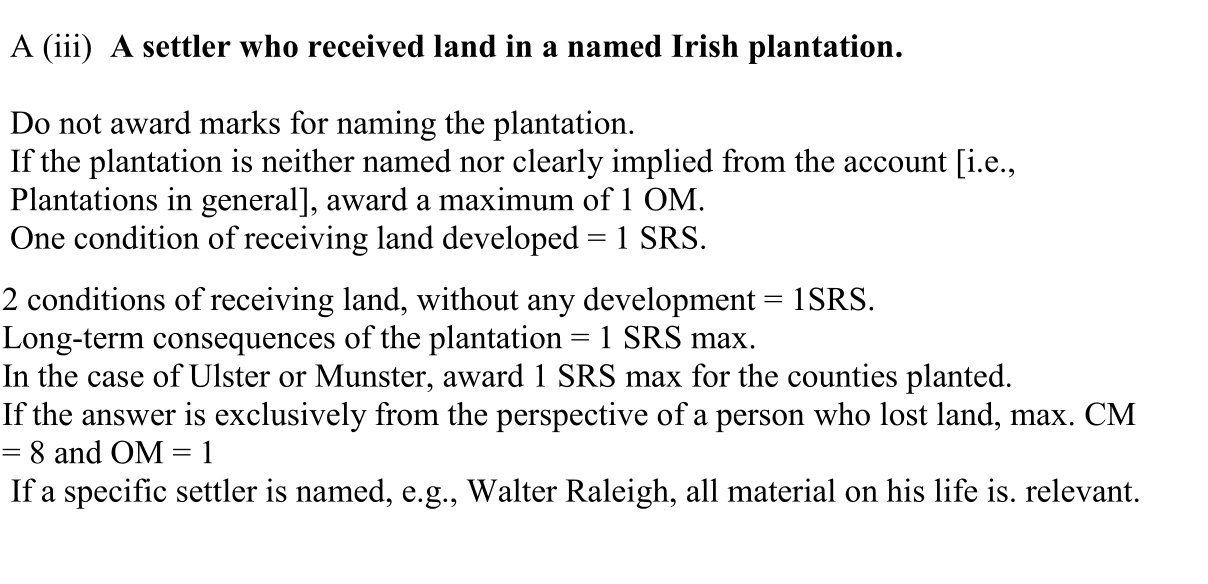 A (iii) A settler who received land in a named Irish plantation.
Do not award marks for naming the plantation.
If the plantation is neither named nor clearly implied from the account [i.e.,
Plantations in general], award a maximum of 1 OM.
One condition of receiving land developed = 1 SRS.
2 conditions of receiving land, without any development = 1SRS.
Long-term consequences of the plantation = 1 SRS max.
In the case of Ulster or Munster, award 1 SRS max for the counties planted.
If the answer is exclusively from the perspective of a person who lost land, max. CM
= 8 and OM = 1
If a specific settler is named, e.g., Walter Raleigh, all material on his life is. relevant.